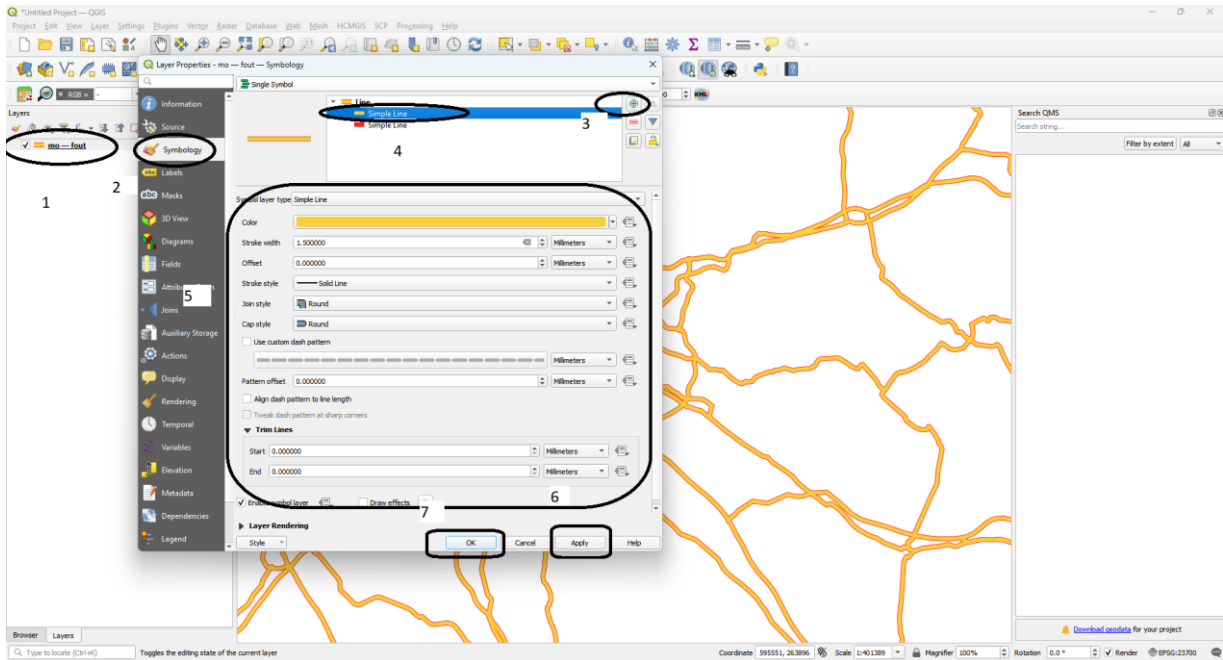 *Untitled Project — QGIS
Project Edit View Layer Settings Plugins Vector Raster Database Web Mesh HCMGIS SCP Processing Help
Layer Properties - mo — fout — Symbology
RGB = -
KML
Layers
mo — fout
1
2
Information
Source
Symbology
Labels
Masks
3D View
Diagrams
Fields
5
Joins
Auxiliary Storage
Actions
Display
Rendering
Temporal
Variables
Elevation
Metadata
Dependencies
Legend
Single Symbol
Line
Simple Line
Simple Line
3
4
Symbol layer type Simple Line
Color
Stroke width 1.500000 Millimeters
Offset 0.000000 Millimeters
Stroke style Solid Line
Join style Round
Cap style Round
Use custom dash pattern
Millimeters
Pattern offset 0.000000 Millimeters
Align dash pattern to line length
Tweak dash pattern at sharp corners
Trim Lines
Start 0.000000 Millimeters
End 0.000000 Millimeters
6
Enable symbol layer Draw effects
7
Layer Rendering
Style OK Cancel Apply Help
Search QMS
Search string...
Filter by extent All
Download geodata for your project
Browser Layers
Type to locate (Ctrl+K) Toggles the editing state of the current layer Coordinate 595551, 263896 Scale 1:401389 Magnifier 100% Rotation 0.0 ° Render EPSG:23700